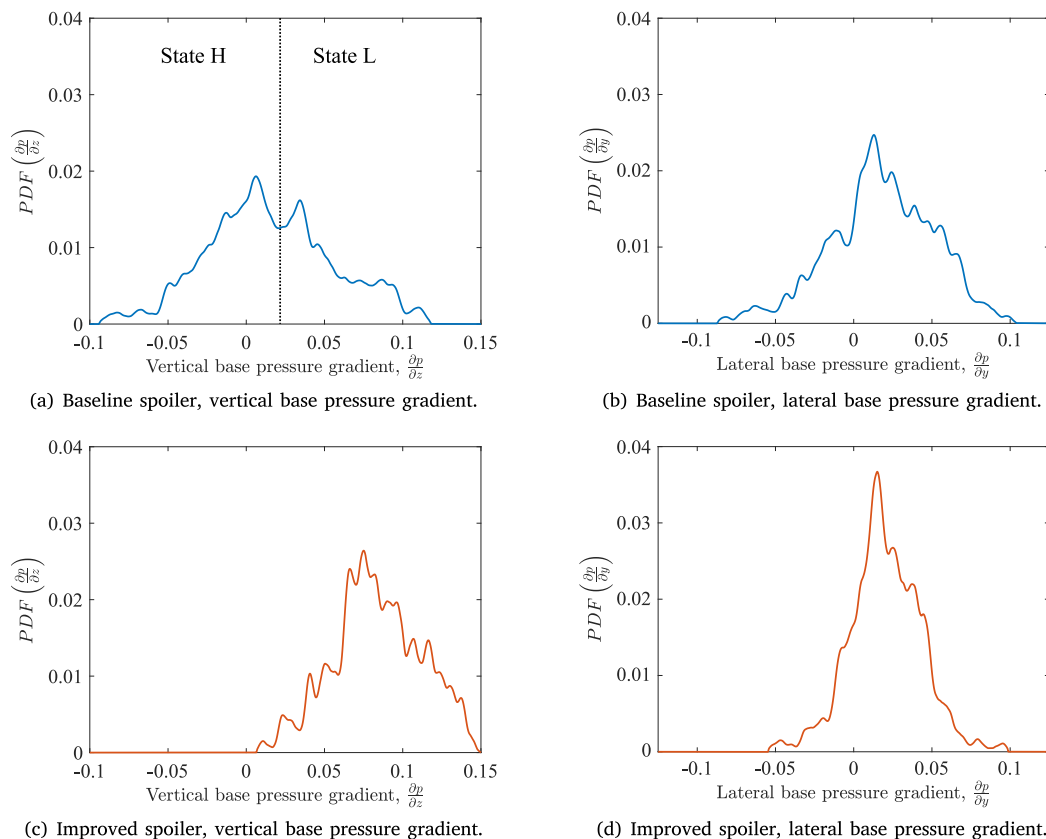 0.04
0.03
0.02
0.01
0
PDF (∂p/∂z)
State H State L
-0.1 -0.05 0 0.05 0.1 0.15
Vertical base pressure gradient, ∂p/∂z
(a) Baseline spoiler, vertical base pressure gradient.
0.04
0.03
0.02
0.01
0
PDF (∂p/∂y)
-0.1 -0.05 0 0.05 0.1
Lateral base pressure gradient, ∂p/∂y
(b) Baseline spoiler, lateral base pressure gradient.
0.04
0.03
0.02
0.01
0
PDF (∂p/∂z)
-0.1 -0.05 0 0.05 0.1 0.15
Vertical base pressure gradient, ∂p/∂z
(c) Improved spoiler, vertical base pressure gradient.
0.04
0.03
0.02
0.01
0
PDF (∂p/∂y)
-0.1 -0.05 0 0.05 0.1
Lateral base pressure gradient, ∂p/∂y
(d) Improved spoiler, lateral base pressure gradient.